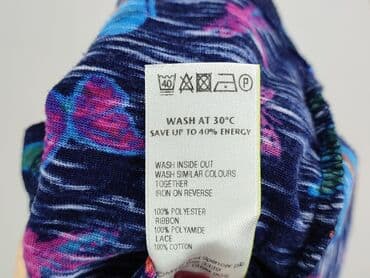 40 R
WASH AT 30°C
SAVE UP TO 40% ENERGY
WASH INSIDE OUT
WASH SIMILAR COLOURS
TOGETHER
IRON ON REVERSE
100% POLYESTER
RIBBON
100% POLYAMIDE
LACE
100% COTTON